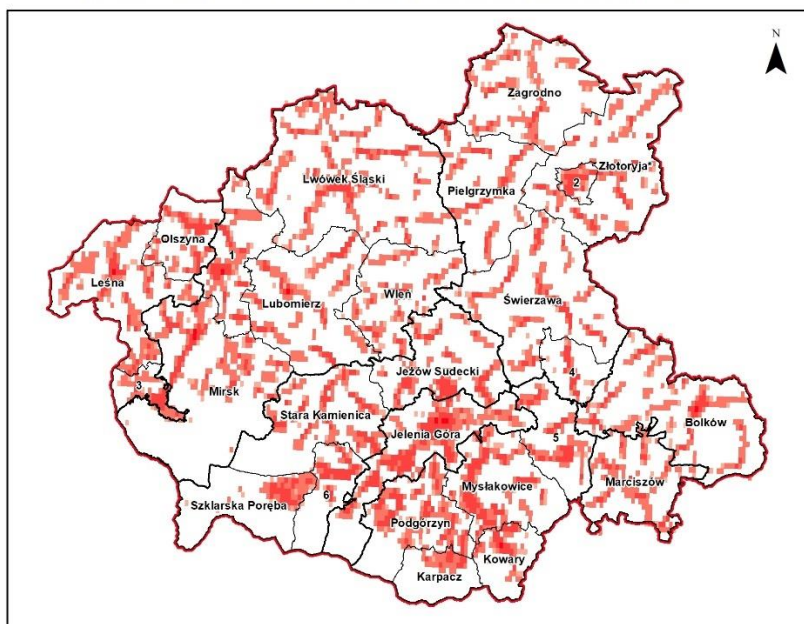 N
Zagrodno
Złotoryja
2
Pielgrzymka
Lwówek Śląski
Olszyna
1
Leśna
Lubomierz
Wleń
Świerzawa
4
Jeżów Sudecki
3
Mirsk
Stara Kamienica
Jelenia Góra
5
Bolków
Marciszów
Mysłakowice
6
Szklarska Poręba
Podgórzyn
Kowary
Karpacz